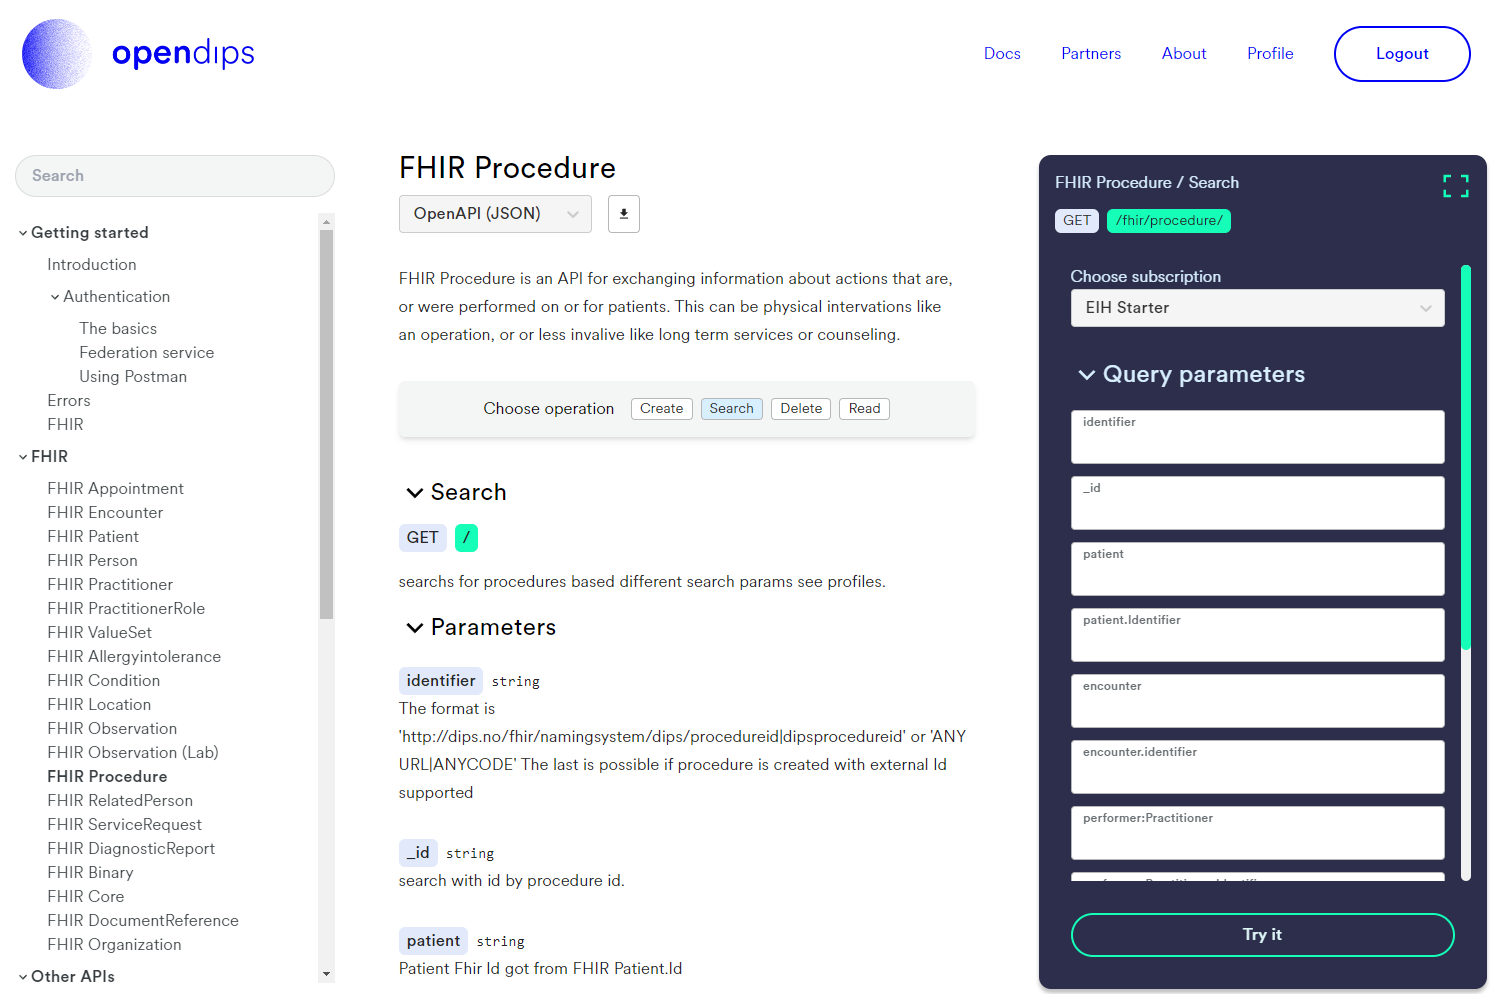 opendips
Docs
Partners
About
Profile
Logout
Search
Getting started
Introduction
Authentication
The basics
Federation service
Using Postman
Errors
FHIR
FHIR
FHIR Appointment
FHIR Encounter
FHIR Patient
FHIR Person
FHIR Practitioner
FHIR PractitionerRole
FHIR ValueSet
FHIR Allergyintolerance
FHIR Condition
FHIR Location
FHIR Observation
FHIR Observation (Lab)
FHIR Procedure
FHIR RelatedPerson
FHIR ServiceRequest
FHIR DiagnosticReport
FHIR Binary
FHIR Core
FHIR DocumentReference
FHIR Organization
Other APIs
FHIR Procedure
OpenAPI (JSON)
FHIR Procedure is an API for exchanging information about actions that are,
or were performed on or for patients. This can be physical intervations like
an operation, or or less invalive like long term services or counseling.
Choose operation Create Search Delete Read
Search
GET /
searchs for procedures based different search params see profiles.
Parameters
identifier string
The format is
'http://dips.no/fhir/namingsystem/dips/procedureid|dipsprocedureid' or 'ANY
URL|ANYCODE' The last is possible if procedure is created with external Id
supported
_id string
search with id by procedure id.
patient string
Patient Fhir Id got from FHIR Patient.Id
FHIR Procedure / Search
GET /fhir/procedure/
Choose subscription
EIH Starter
Query parameters
identifier
_id
patient
patient.Identifier
encounter
encounter.identifier
performer:Practitioner
Try it